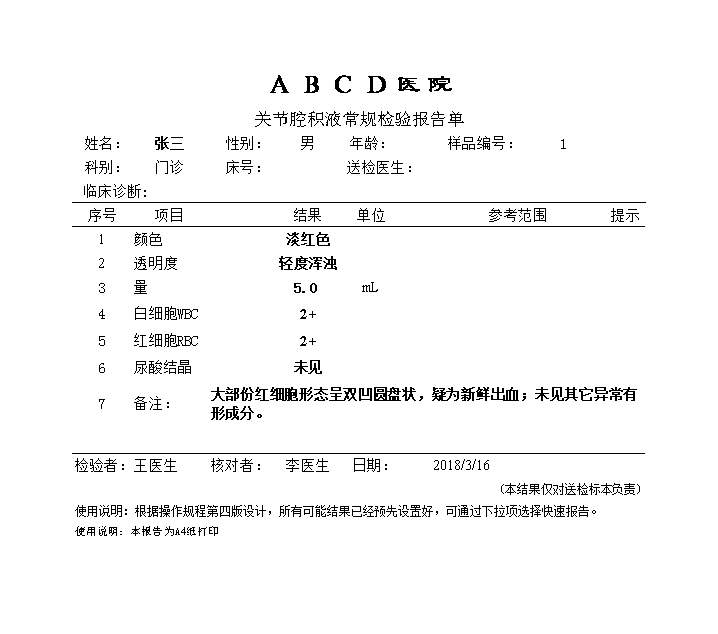 ABCD医院
关节腔积液常规检验报告单
姓名： 张三 性别： 男 年龄： 样品编号： 1
科别： 门诊 床号： 送检医生：
临床诊断:
序号 项目 结果 单位 参考范围 提示
1 颜色 淡红色
2 透明度 轻度浑浊
3 量 5.0 mL
4 白细胞WBC 2+
5 红细胞RBC 2+
6 尿酸结晶 未见
7 备注： 大部份红细胞形态呈双凹圆盘状，疑为新鲜出血；未见其它异常有
形成分。
检验者：王医生 核对者： 李医生 日期： 2018/3/16
（本结果仅对送检标本负责）
使用说明：根据操作规程第四版设计，所有可能结果已经预先设置好，可通过下拉项选择快速报告。
使用说明：本报告为A4纸打印